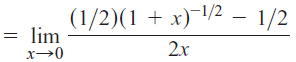 = lim x→0 (1/2)(1 + x)^{-1/2} − 1/2 / 2x